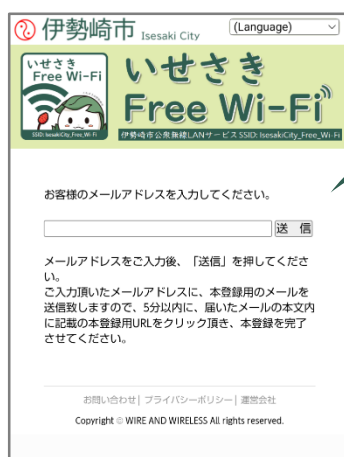 伊勢崎市 Isesaki City
(Language)
いせさき
Free Wi-Fi
SSID: IsesakiCity_Free_Wi-Fi
いせさき
Free Wi-Fi
伊勢崎市公衆無線LANサービス SSID: IsesakiCity_Free_Wi-Fi
お客様のメールアドレスを入力してください。
送 信
メールアドレスをご入力後、「送信」を押してくださ
い。
ご入力頂いたメールアドレスに、本登録用のメールを
送信致しますので、5分以内に、届いたメールの本文内
に記載の本登録用URLをクリック頂き、本登録を完了
させてください。
お問い合わせ| プライバシーポリシー| 運営会社
Copyright © WIRE AND WIRELESS All rights reserved.